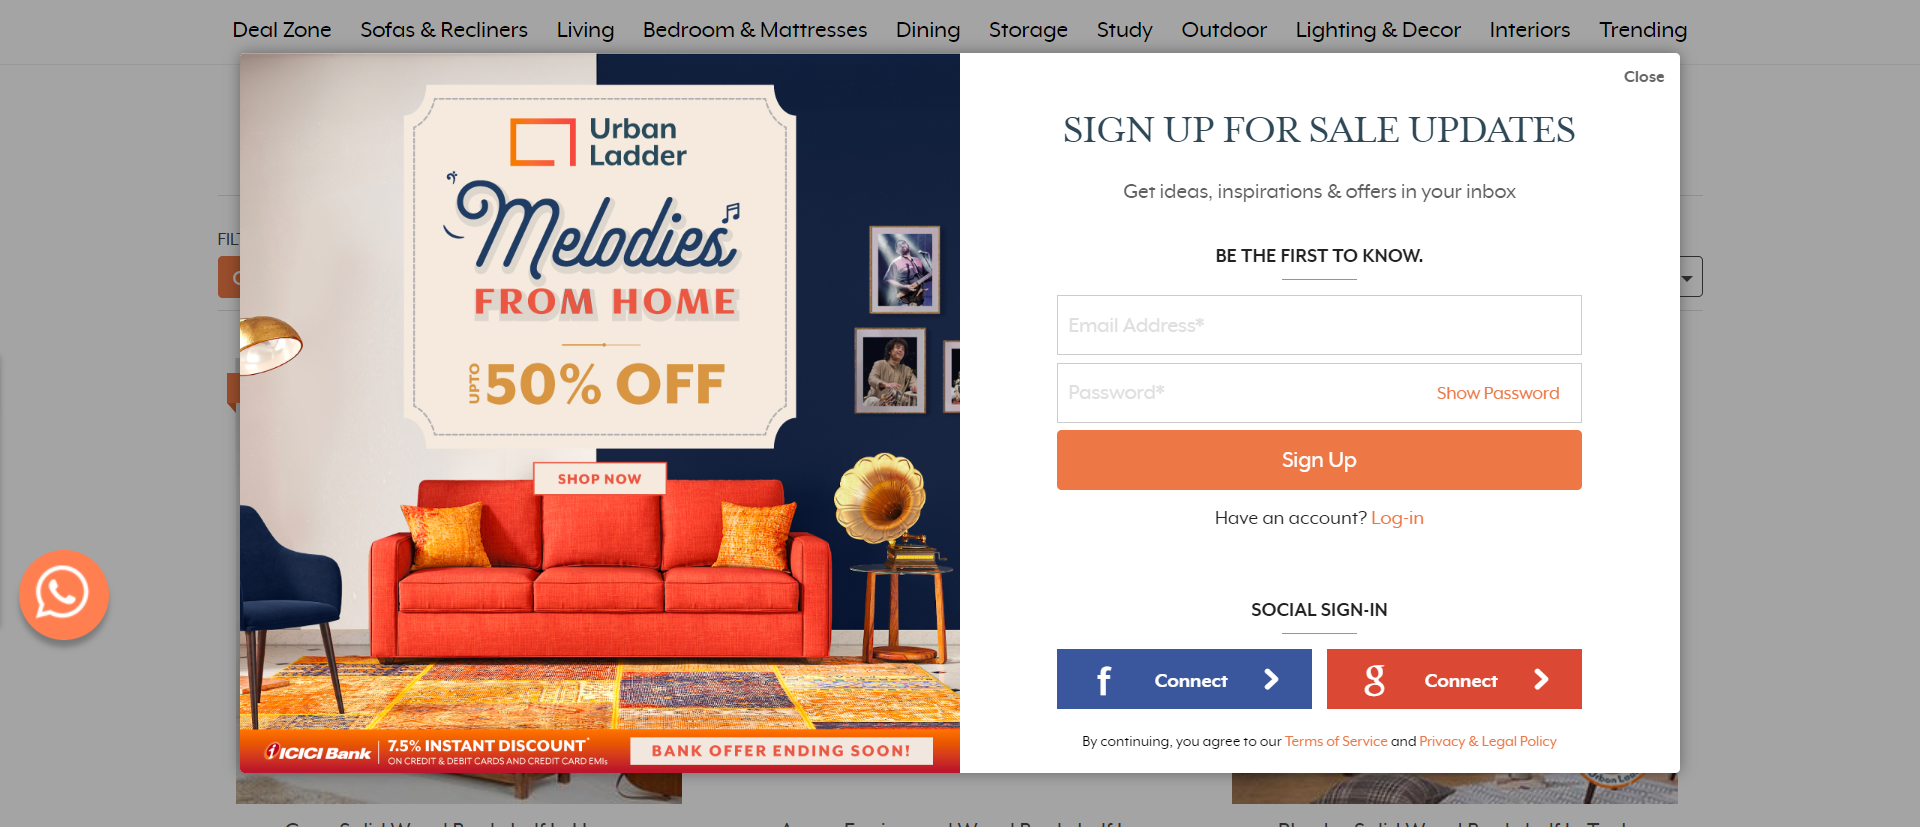 Deal Zone Sofas & Recliners Living Bedroom & Mattresses Dining Storage Study Outdoor Lighting & Decor Interiors Trending
Close
Urban
Ladder
Melodies
FROM HOME
UPTO 50% OFF
SHOP NOW
ICICI Bank
7.5% INSTANT DISCOUNT*
ON CREDIT & DEBIT CARDS AND CREDIT CARD EMIs
BANK OFFER ENDING SOON!
SIGN UP FOR SALE UPDATES
Get ideas, inspirations & offers in your inbox
BE THE FIRST TO KNOW.
Email Address*
Password*
Show Password
Sign Up
Have an account? Log-in
SOCIAL SIGN-IN
f Connect
g Connect
By continuing, you agree to our Terms of Service and Privacy & Legal Policy